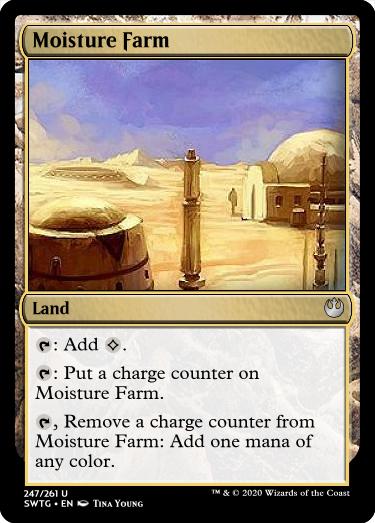 Moisture Farm
Land
: Add .
: Put a charge counter on
Moisture Farm.
, Remove a charge counter from
Moisture Farm: Add one mana of
any color.
247/261 U
SWTG • EN Tina Young
™ & © 2020 Wizards of the Coast